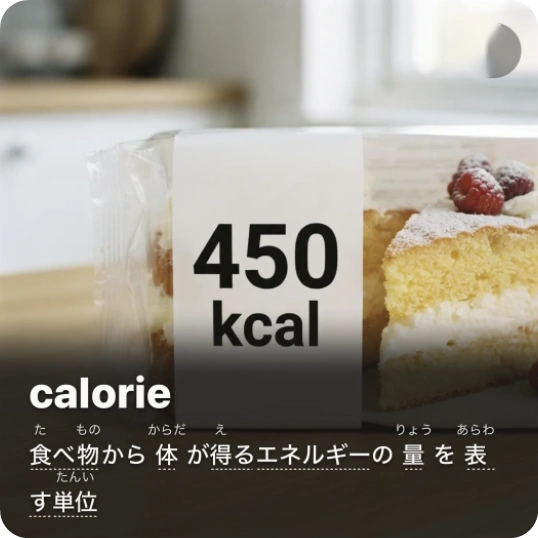 450
kcal
calorie
た もの からだ え りょう あらわ
食べ物から 体 が得るエネルギーの 量 を 表
たんい
す単位